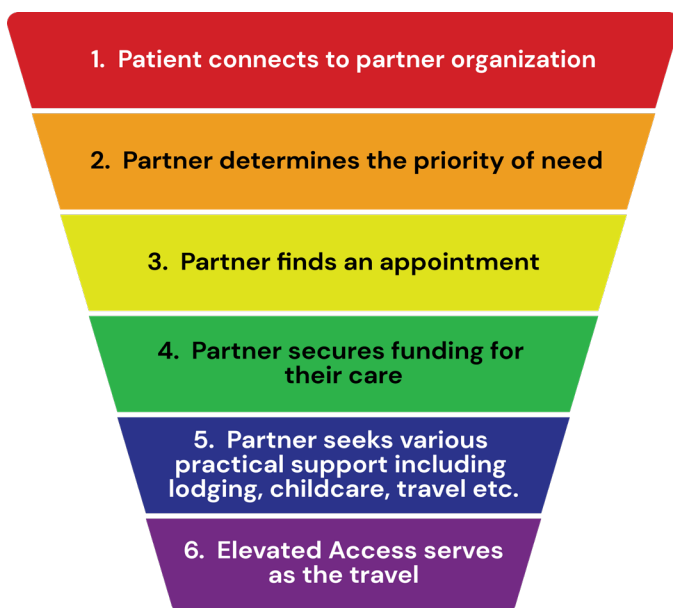 1. Patient connects to partner organization
2. Partner determines the priority of need
3. Partner finds an appointment
4. Partner secures funding for
their care
5. Partner seeks various
practical support including
lodging, childcare, travel etc.
6. Elevated Access serves
as the travel